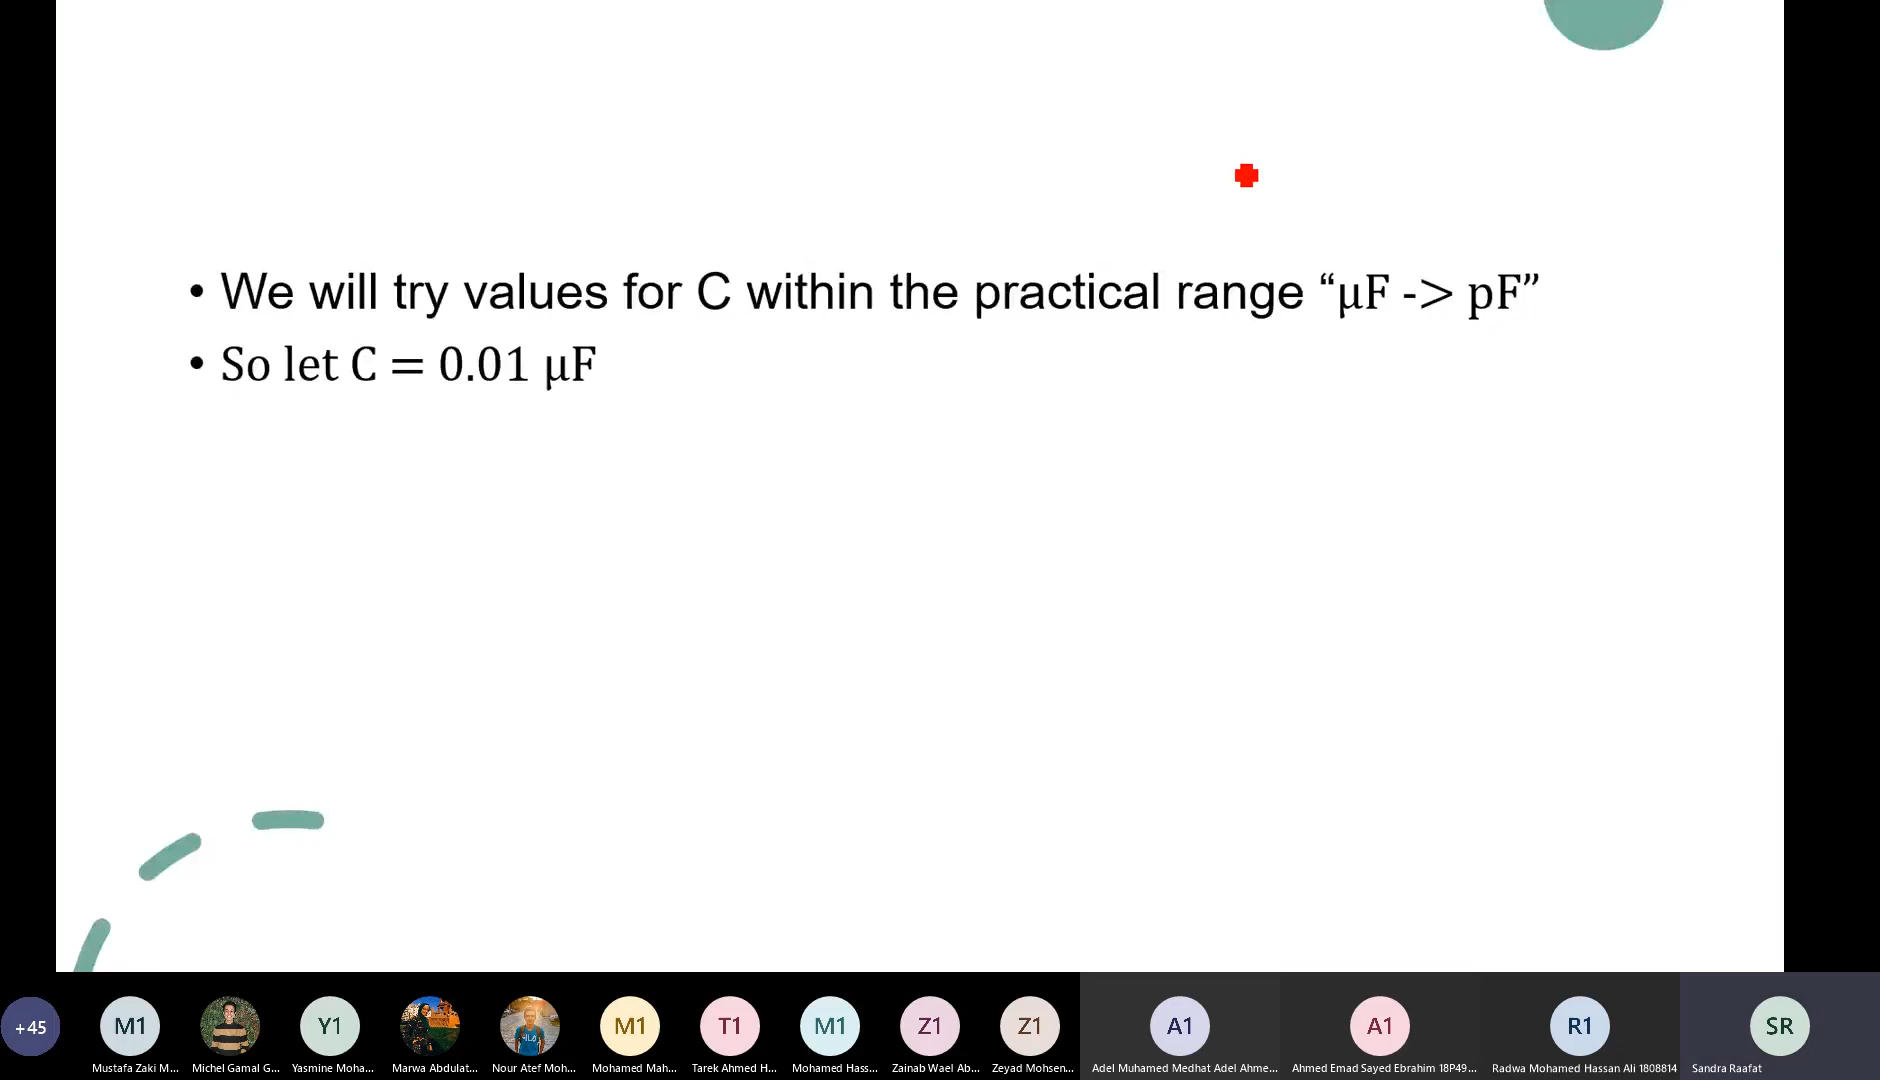 • We will try values for C within the practical range “μF -> pF”
• So let C = 0.01 μF
+45
M1
Y1
M1
T1
M1
Z1
Z1
A1
A1
R1
SR
Mustafa Zaki M...
Michel Gamal G...
Yasmine Moha...
Marwa Abdulat...
Nour Atef Moh...
Mohamed Mah...
Tarek Ahmed H...
Mohamed Hass...
Zainab Wael Ab...
Zeyad Mohsen...
Adel Muhamed Medhat Adel Ahme...
Ahmed Emad Sayed Ebrahim 18P49...
Radwa Mohamed Hassan Ali 1808814
Sandra Raafat